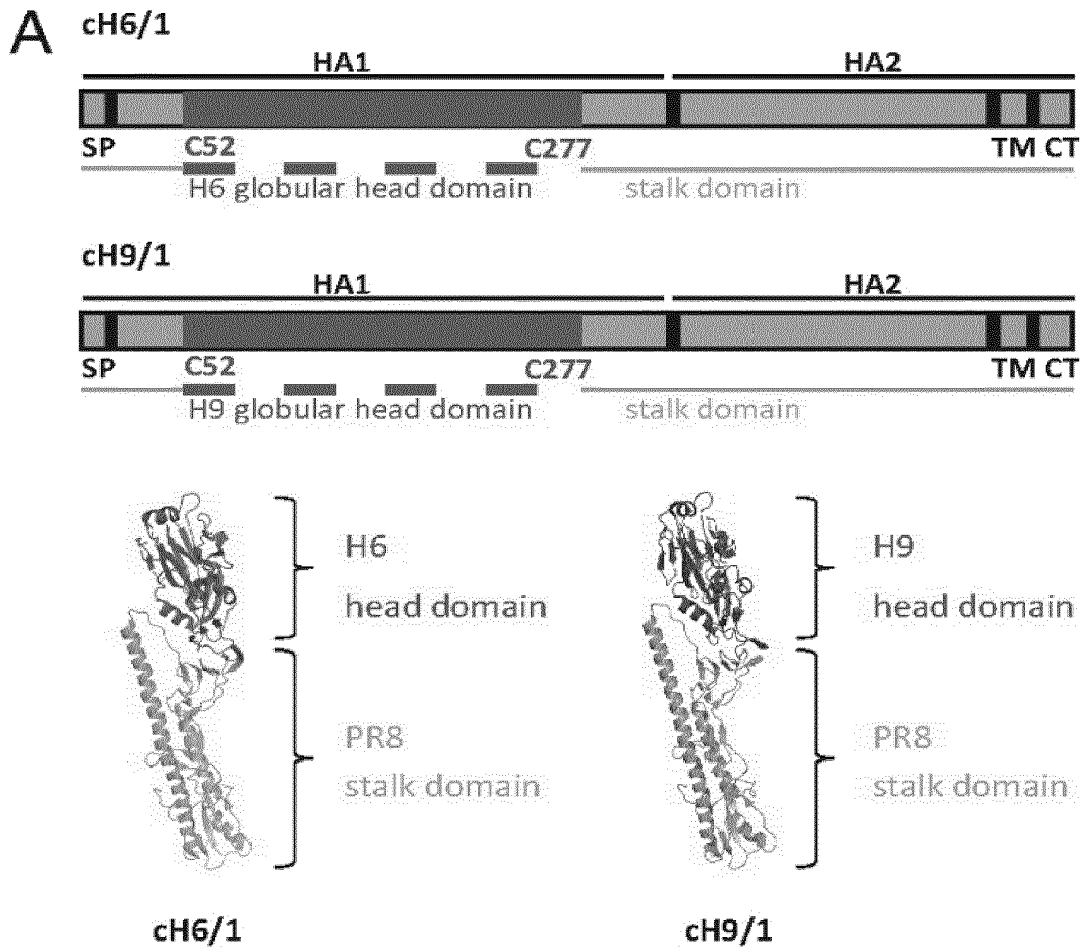 A
cH6/1
HA1 HA2
SP C52 C277 TM CT
H6 globular head domain stalk domain
cH9/1
HA1 HA2
SP C52 C277 TM CT
H9 globular head domain stalk domain
H6 H9
head domain head domain
PR8 PR8
stalk domain stalk domain
cH6/1 cH9/1